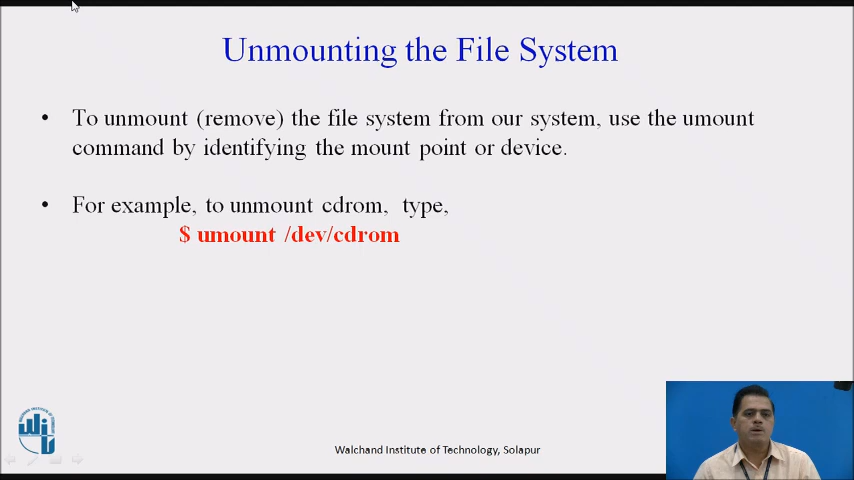 Unmounting the File System
• To unmount (remove) the file system from our system, use the umount
command by identifying the mount point or device.
• For example, to unmount cdrom,  type,
$ umount /dev/cdrom
Walchand Institute of Technology, Solapur